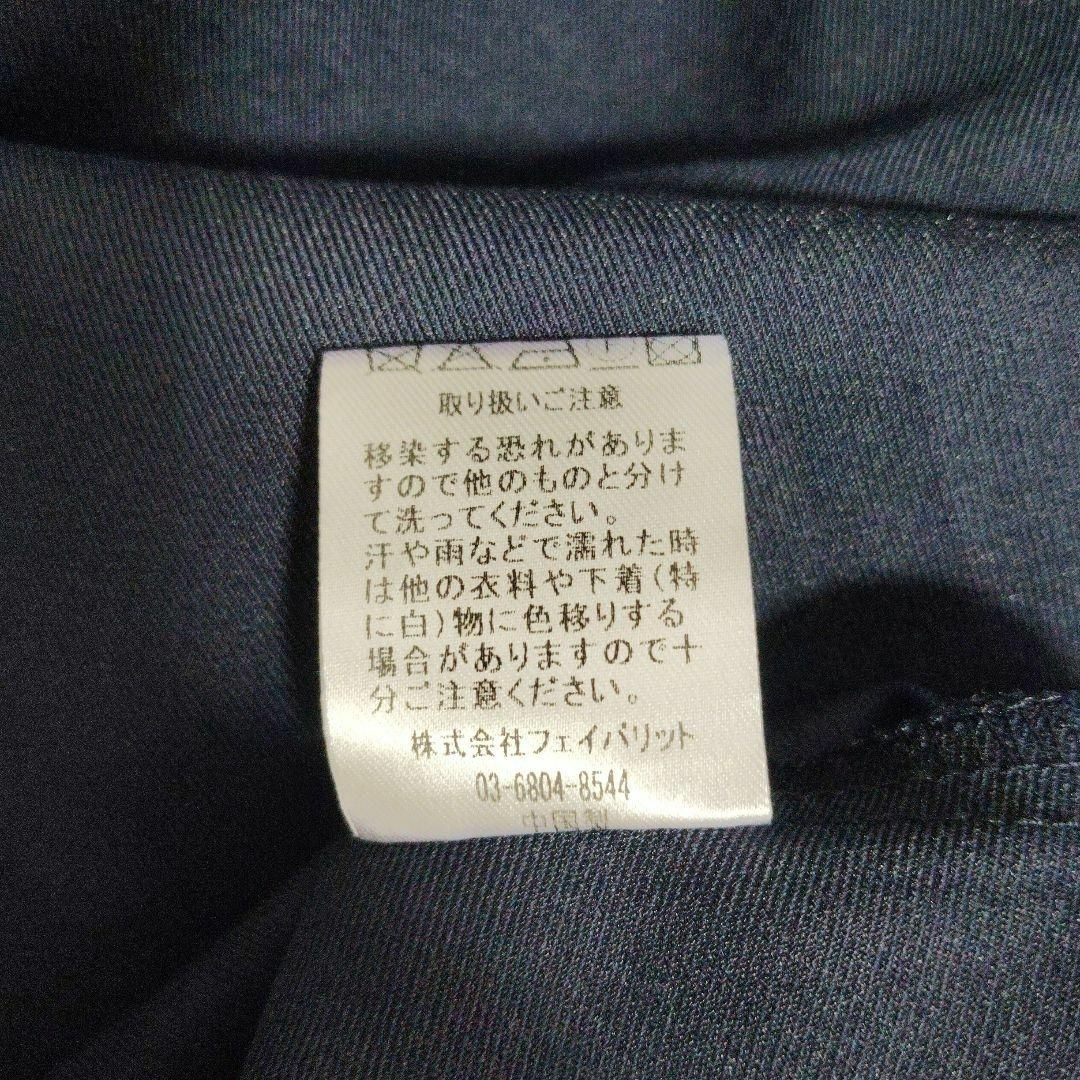 取り扱いご注意
移染する恐れがありま
すので他のものと分け
て洗ってください。
汗や雨などで濡れた時
は他の衣料や下着(特
に白)物に色移りする
場合がありますので十
分ご注意ください。
株式会社フェイバリット
03-6804-8544
中国製